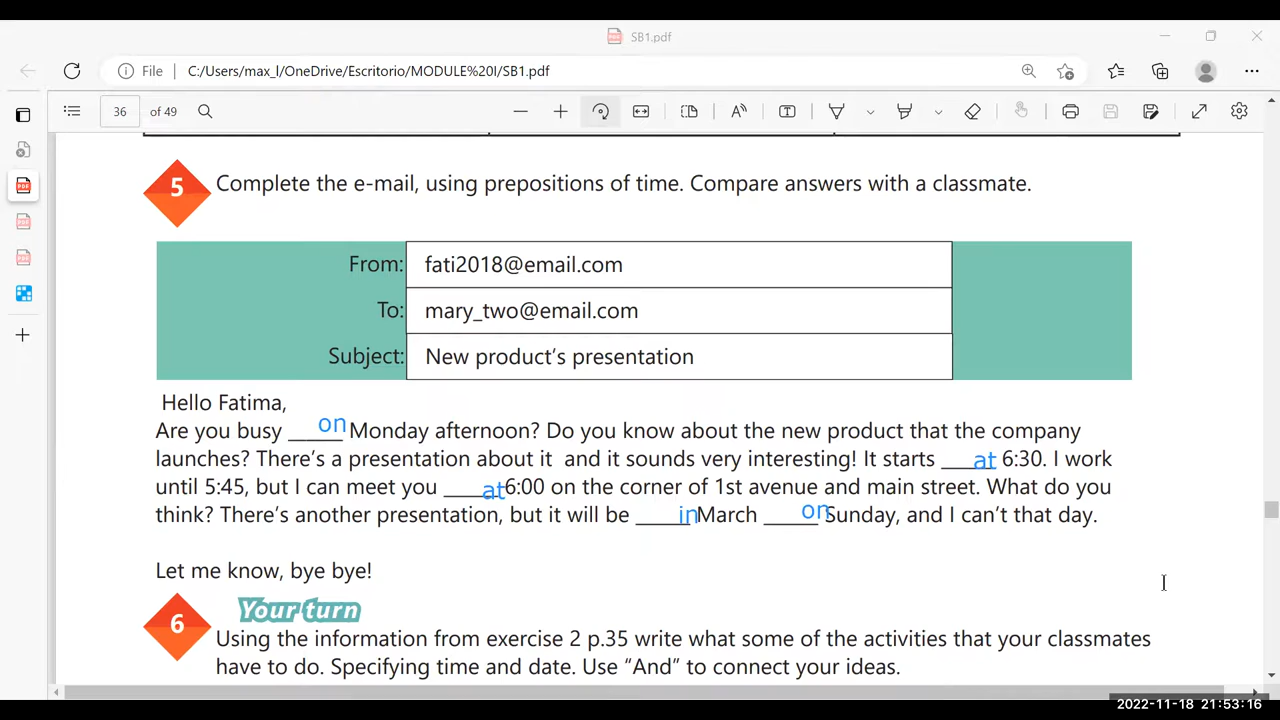 SB1.pdf
File C:/Users/max_l/OneDrive/Escritorio/MODULE%20I/SB1.pdf
36 of 49
5 Complete the e-mail, using prepositions of time. Compare answers with a classmate.
From: fati2018@email.com
To: mary_two@email.com
Subject: New product's presentation
Hello Fatima,
Are you busy _____ on Monday afternoon? Do you know about the new product that the company
launches? There's a presentation about it and it sounds very interesting! It starts _____ at 6:30. I work
until 5:45, but I can meet you _____ at 6:00 on the corner of 1st avenue and main street. What do you
think? There's another presentation, but it will be _____ in March _____ on Sunday, and I can't that day.
Let me know, bye bye!
6 Your turn
Using the information from exercise 2 p.35 write what some of the activities that your classmates
have to do. Specifying time and date. Use “And” to connect your ideas.
2022-11-18 21:53:16